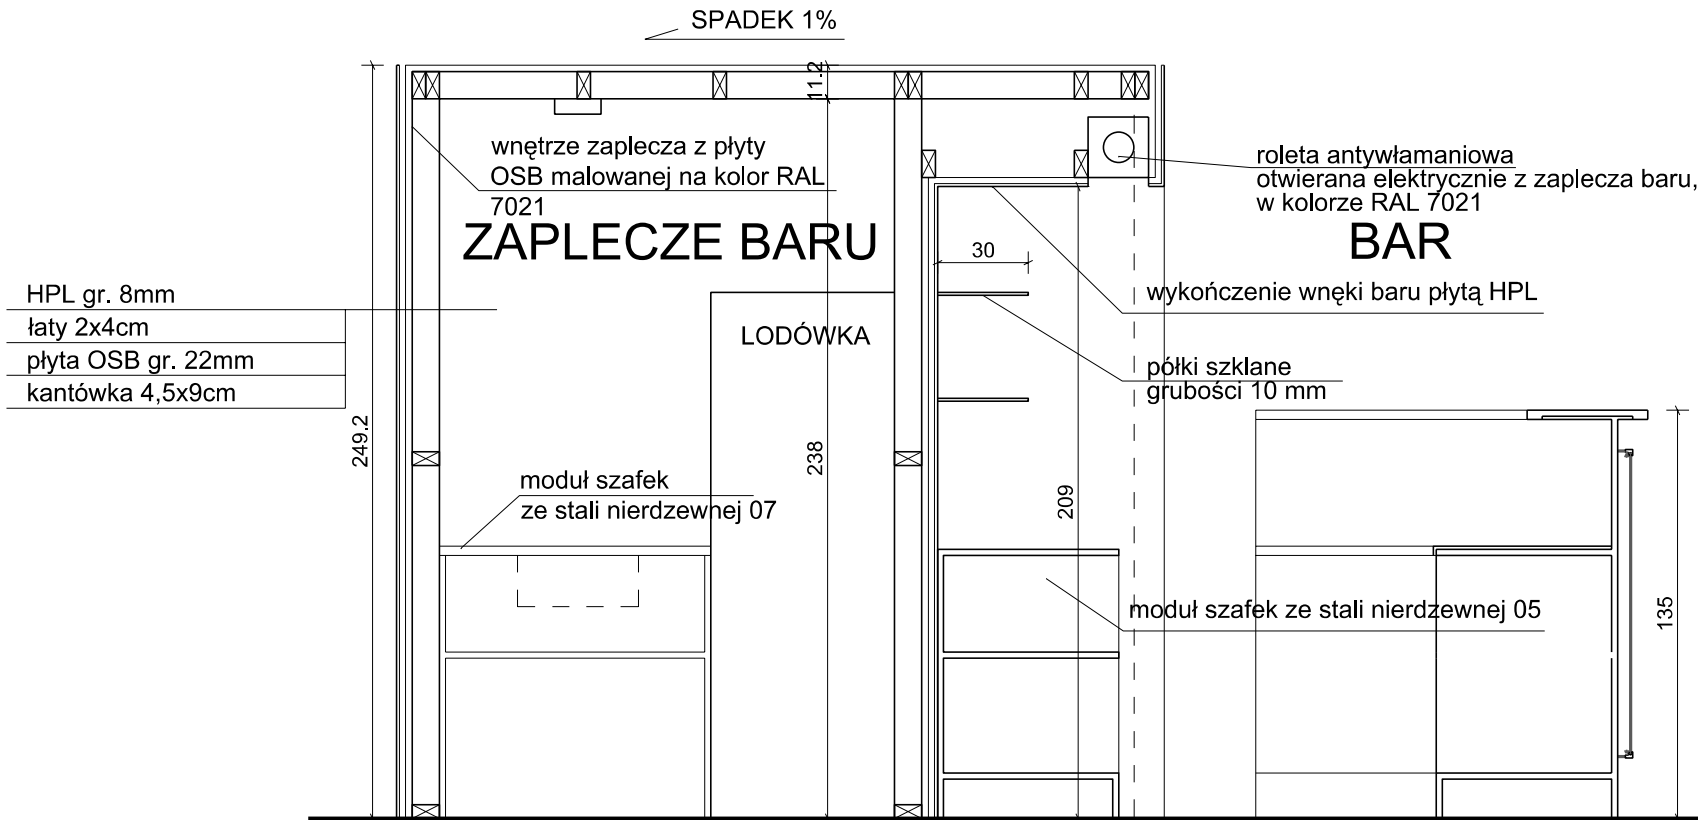 SPADEK 1%
11.2
wnętrze zaplecza z płyty
OSB malowanej na kolor RAL
7021
ZAPLECZE BARU
roleta antywłamaniowa
otwierana elektrycznie z zaplecza baru,
w kolorze RAL 7021
BAR
30
HPL gr. 8mm
łaty 2x4cm
płyta OSB gr. 22mm
kantówka 4,5x9cm
wykończenie wnęki baru płytą HPL
LODÓWKA
półki szklane
grubości 10 mm
249.2
238
209
moduł szafek
ze stali nierdzewnej 07
moduł szafek ze stali nierdzewnej 05
135